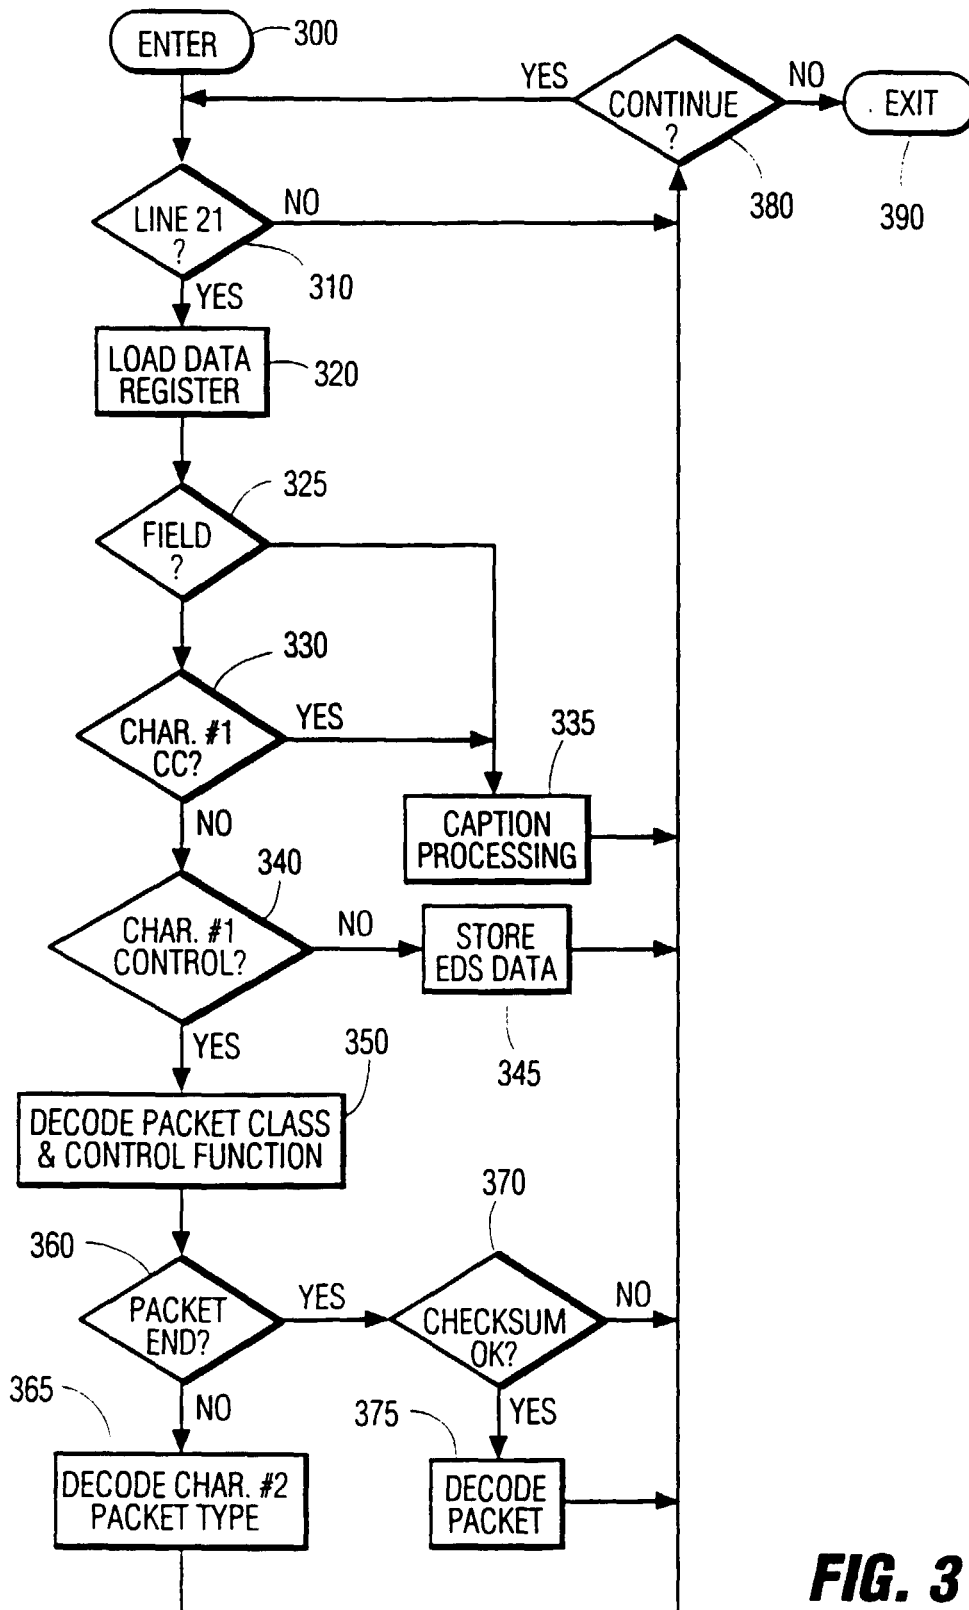 ENTER
300
YES
CONTINUE
?
NO
EXIT
380
390
LINE 21
?
NO
310
YES
LOAD DATA
REGISTER
320
325
FIELD
?
330
CHAR. #1
CC?
YES
335
NO
CAPTION
PROCESSING
340
CHAR. #1
CONTROL?
NO
STORE
EDS DATA
YES
345
350
DECODE PACKET CLASS
& CONTROL FUNCTION
370
360
PACKET
END?
YES
CHECKSUM
OK?
NO
365
NO
375
YES
DECODE CHAR. #2
PACKET TYPE
DECODE
PACKET
FIG. 3